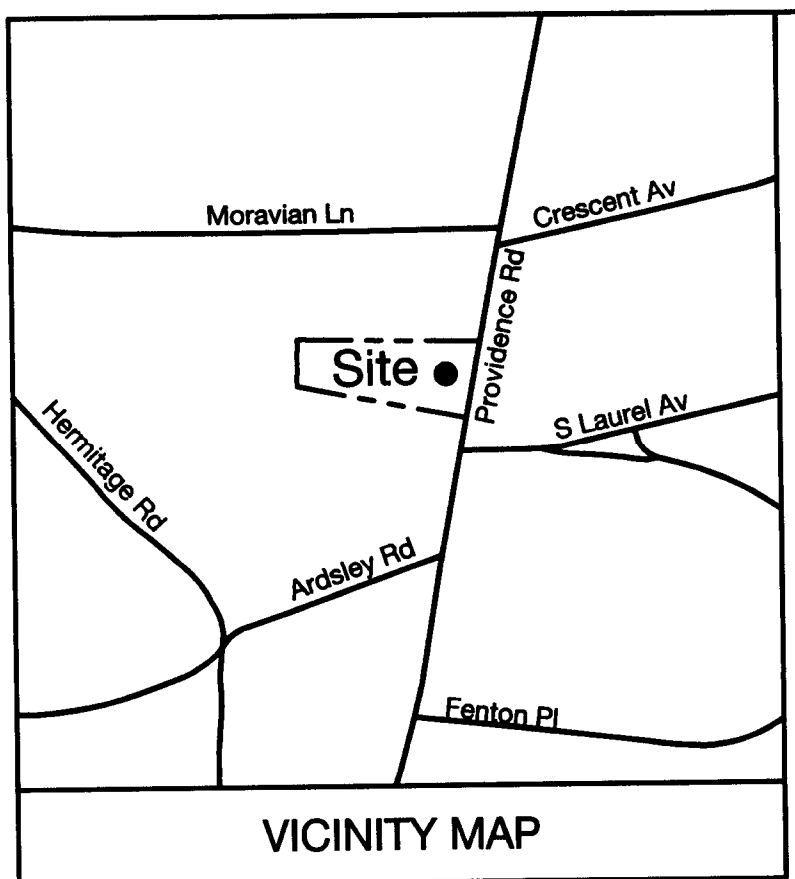 Moravian Ln
Crescent Av
Providence Rd
Site
S Laurel Av
Hermitage Rd
Ardsley Rd
Fenton Pl
VICINITY MAP